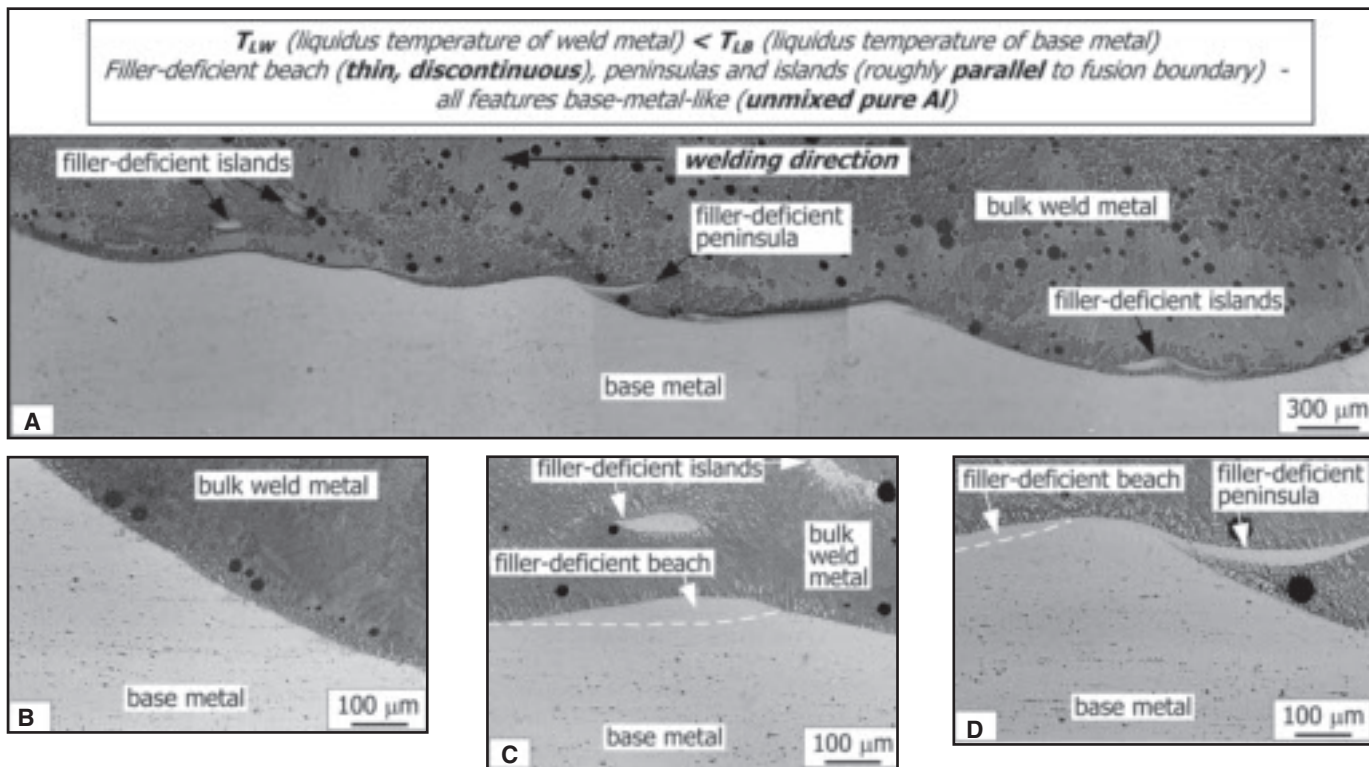 T_LW (liquidus temperature of weld metal) < T_LB (liquidus temperature of base metal)
Filler-deficient beach (thin, discontinuous), peninsulas and islands (roughly parallel to fusion boundary) -
all features base-metal-like (unmixed pure Al)
filler-deficient islands
welding direction
filler-deficient
peninsula
bulk weld metal
filler-deficient islands
base metal
A
300 μm
bulk weld metal
base metal
B
100 μm
filler-deficient islands
bulk
weld
metal
filler-deficient beach
base metal
C
100 μm
filler-deficient beach
filler-deficient
peninsula
base metal
D
100 μm